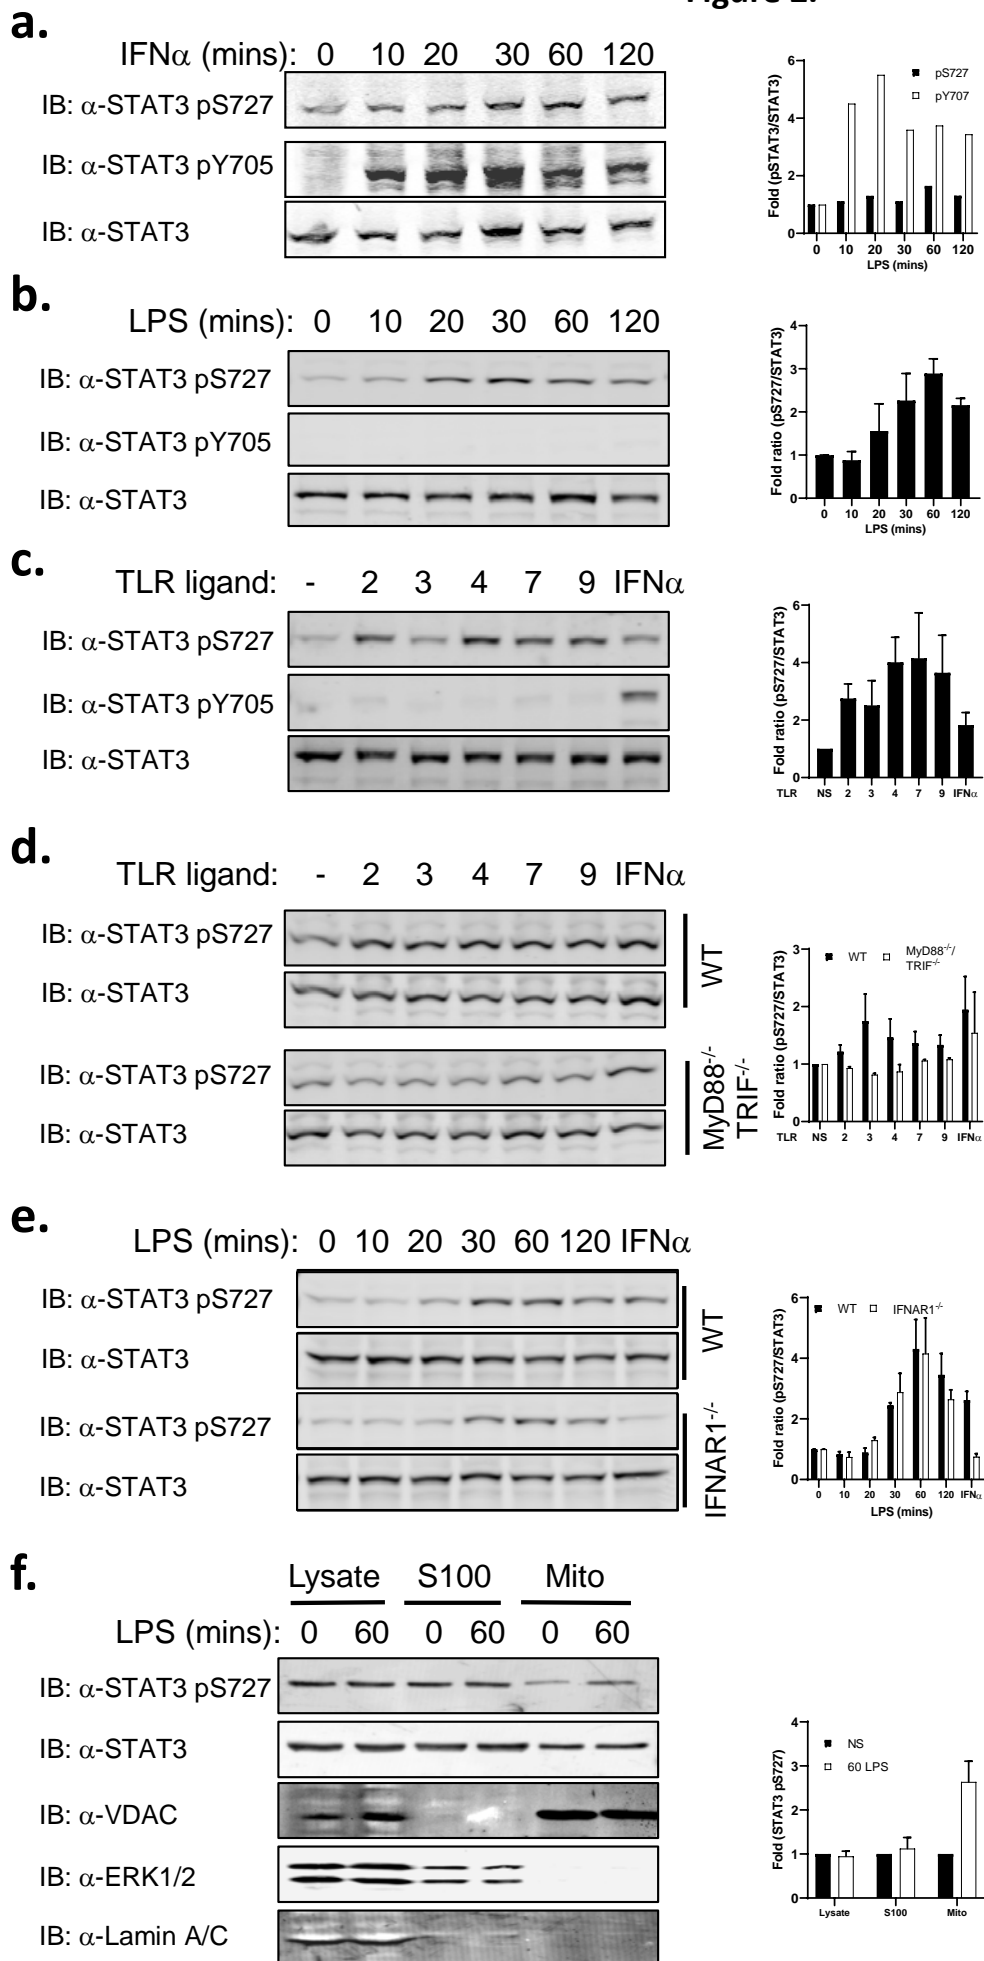 Figure 2.
a.
IFNα (mins): 0 10 20 30 60 120
IB: α-STAT3 pS727
IB: α-STAT3 pY705
IB: α-STAT3
Fold (pSTAT3/STAT3)
6
4
2
0
pS727
pY707
0 10 20 30 60 120
LPS (mins)
b.
LPS (mins): 0 10 20 30 60 120
IB: α-STAT3 pS727
IB: α-STAT3 pY705
IB: α-STAT3
Fold ratio (pS727/STAT3)
4
3
2
1
0
0 10 20 30 60 120
LPS (mins)
c.
TLR ligand: - 2 3 4 7 9 IFNα
IB: α-STAT3 pS727
IB: α-STAT3 pY705
IB: α-STAT3
Fold ratio (pS727/STAT3)
6
4
2
0
TLR NS 2 3 4 7 9 IFNα
d.
TLR ligand: - 2 3 4 7 9 IFNα
IB: α-STAT3 pS727
IB: α-STAT3
WT
IB: α-STAT3 pS727
IB: α-STAT3
MyD88-/-
TRIF-/-
Fold ratio (pS727/STAT3)
3
2
1
0
WT
MyD88-/-/
TRIF-/-
TLR NS 2 3 4 7 9 IFNα
e.
LPS (mins): 0 10 20 30 60 120 IFNα
IB: α-STAT3 pS727
IB: α-STAT3
WT
IB: α-STAT3 pS727
IB: α-STAT3
IFNAR1-/-
Fold ratio (pS727/STAT3)
6
4
2
0
WT IFNAR1-/-
0 10 20 30 60 120 IFNα
LPS (mins)
f.
Lysate S100 Mito
LPS (mins): 0 60 0 60 0 60
IB: α-STAT3 pS727
IB: α-STAT3
IB: α-VDAC
IB: α-ERK1/2
IB: α-Lamin A/C
Fold (STAT3 pS727)
4
3
2
1
0
NS
60 LPS
Lysate S100 Mito